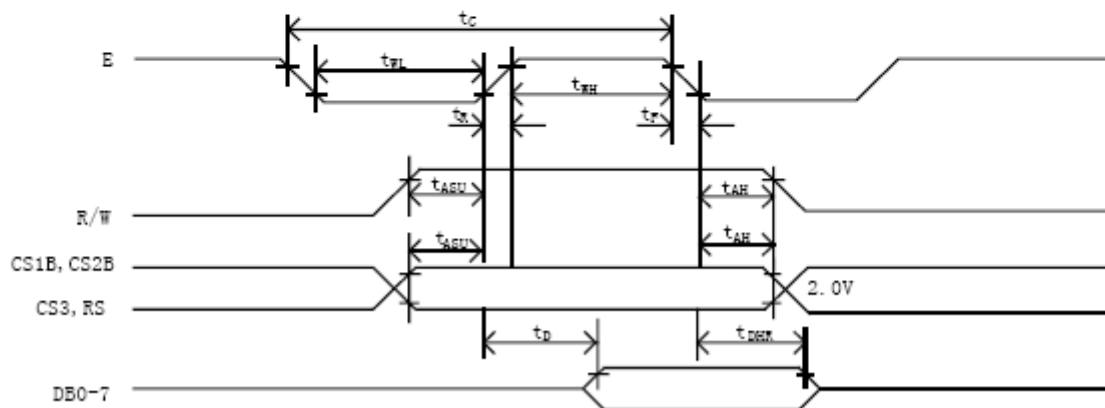 tC
E
tWL
tWH
tR
tF
tASU
tAH
R/W
tASU
tAH
CS1B,CS2B
2.0V
CS3,RS
tD
tDHR
DB0-7